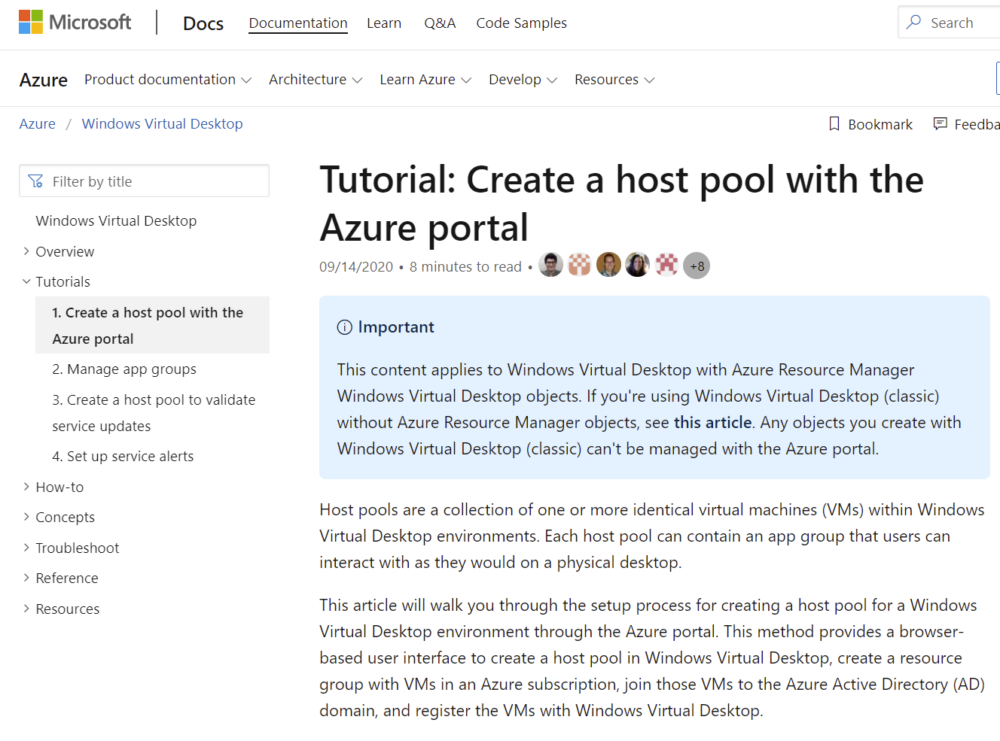 Microsoft Docs Documentation Learn Q&A Code Samples Search
Azure Product documentation Architecture Learn Azure Develop Resources
Azure / Windows Virtual Desktop Bookmark Feedba
Filter by title
Windows Virtual Desktop
Overview
Tutorials
1. Create a host pool with the
Azure portal
2. Manage app groups
3. Create a host pool to validate
service updates
4. Set up service alerts
How-to
Concepts
Troubleshoot
Reference
Resources
Tutorial: Create a host pool with the
Azure portal
09/14/2020 • 8 minutes to read • +8
Important
This content applies to Windows Virtual Desktop with Azure Resource Manager
Windows Virtual Desktop objects. If you're using Windows Virtual Desktop (classic)
without Azure Resource Manager objects, see this article. Any objects you create with
Windows Virtual Desktop (classic) can't be managed with the Azure portal.
Host pools are a collection of one or more identical virtual machines (VMs) within Windows
Virtual Desktop environments. Each host pool can contain an app group that users can
interact with as they would on a physical desktop.
This article will walk you through the setup process for creating a host pool for a Windows
Virtual Desktop environment through the Azure portal. This method provides a browser-
based user interface to create a host pool in Windows Virtual Desktop, create a resource
group with VMs in an Azure subscription, join those VMs to the Azure Active Directory (AD)
domain, and register the VMs with Windows Virtual Desktop.